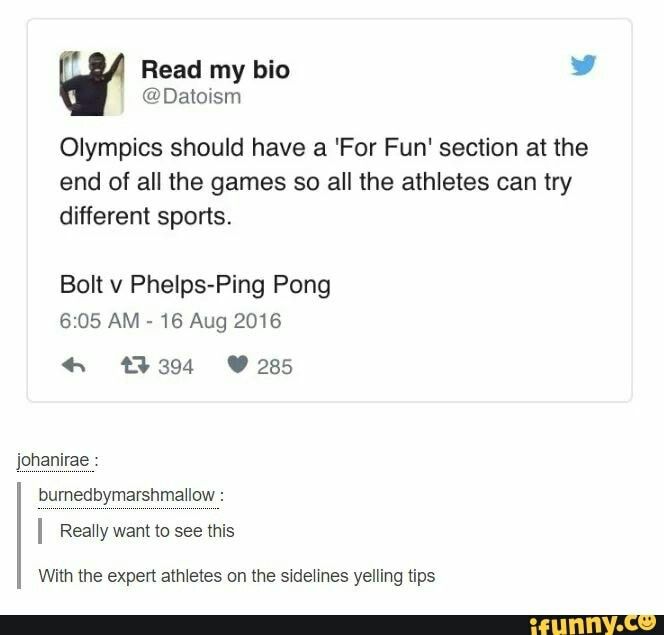 Read my bio
@Datoism
Olympics should have a 'For Fun' section at the
end of all the games so all the athletes can try
different sports.
Bolt v Phelps-Ping Pong
6:05 AM - 16 Aug 2016
394 285
johanirae :
burnedbymarshmallow :
Really want to see this
With the expert athletes on the sidelines yelling tips
ifunny.co